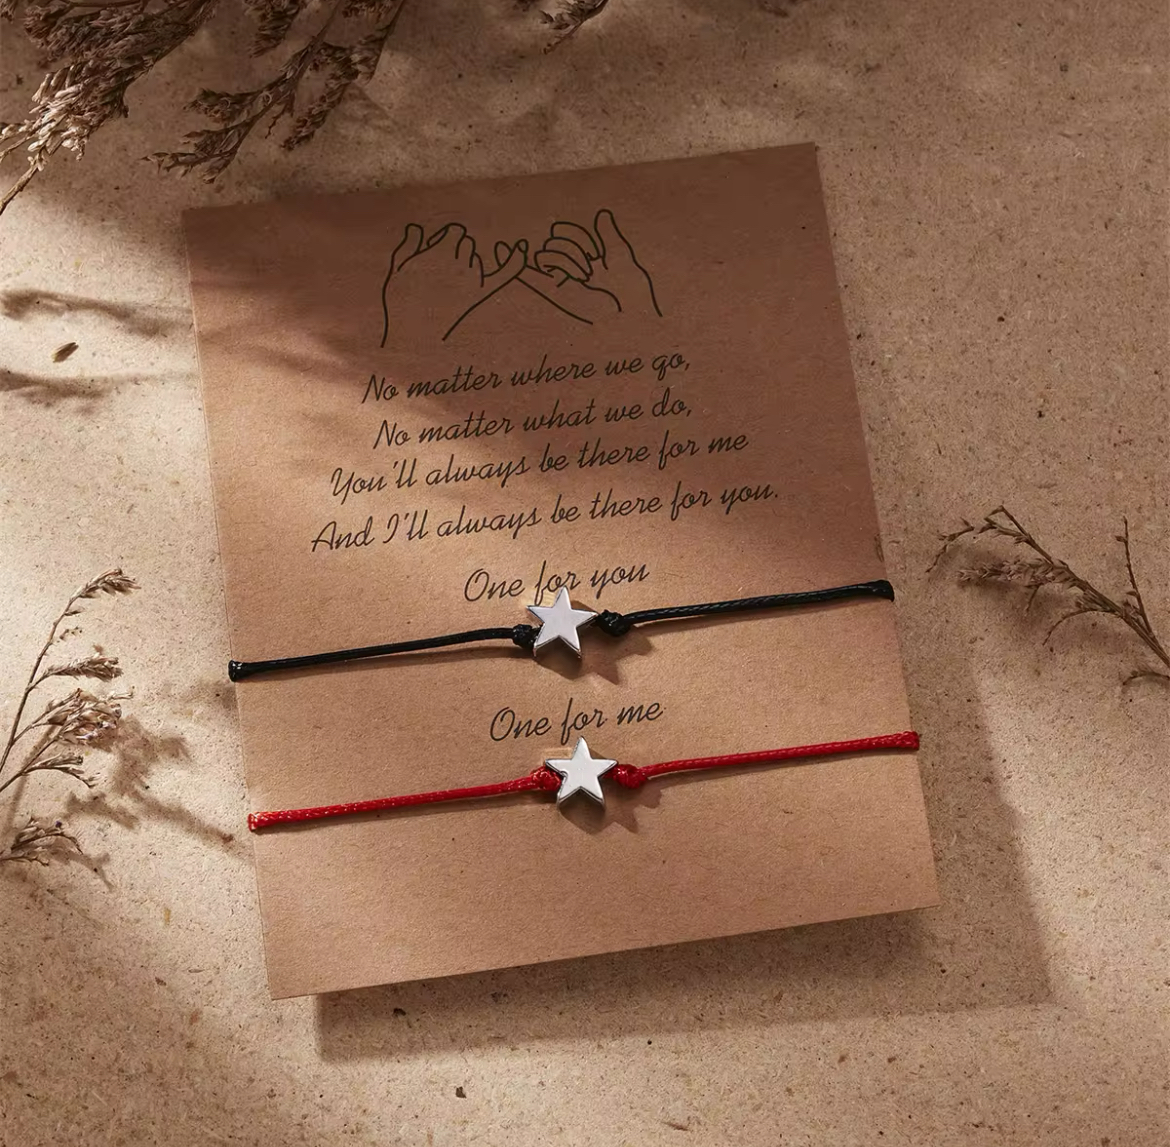 No matter where we go,
No matter what we do,
You'll always be there for me
And I'll always be there for you.
One for you
One for me